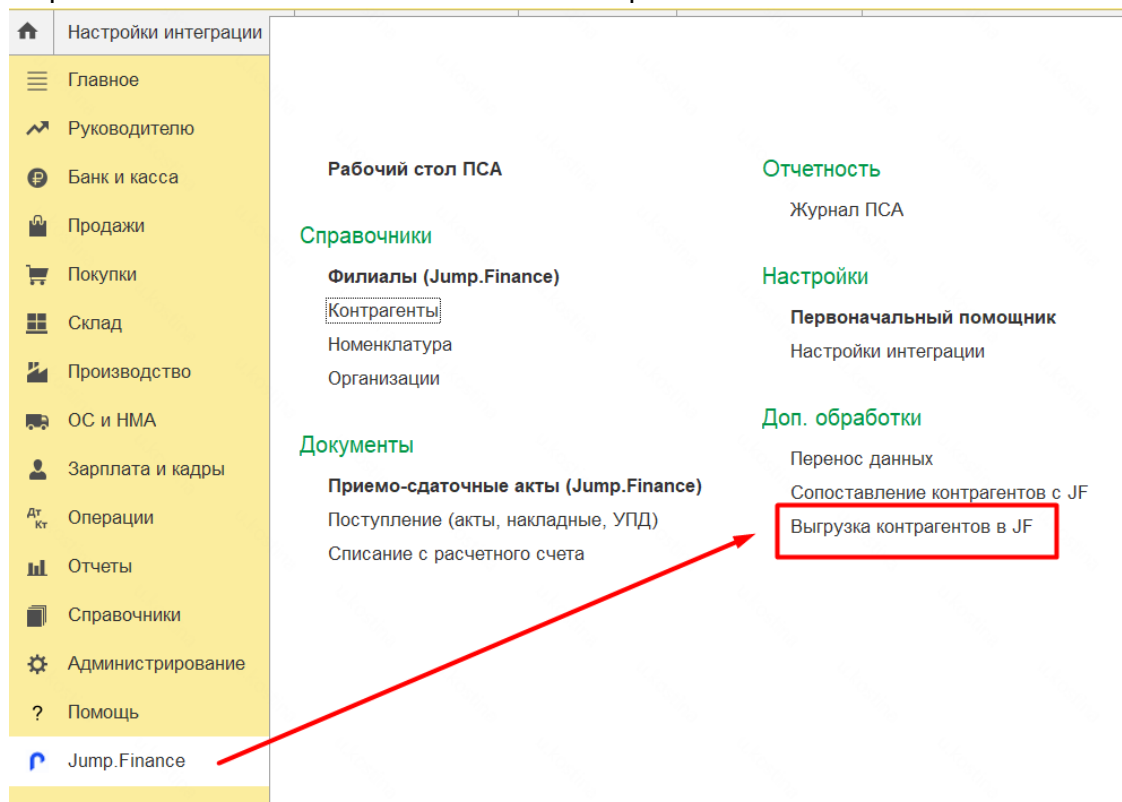 Настройки интеграции
Главное
Руководителю
Банк и касса
Продажи
Покупки
Склад
Производство
ОС и НМА
Зарплата и кадры
Дт Кт
Операции
Отчеты
Справочники
Администрирование
? Помощь
Jump.Finance
Рабочий стол ПСА
Справочники
Филиалы (Jump.Finance)
Контрагенты
Номенклатура
Организации
Документы
Приемо-сдаточные акты (Jump.Finance)
Поступление (акты, накладные, УПД)
Списание с расчетного счета
Отчетность
Журнал ПСА
Настройки
Первоначальный помощник
Настройки интеграции
Доп. обработки
Перенос данных
Сопоставление контрагентов с JF
Выгрузка контрагентов в JF